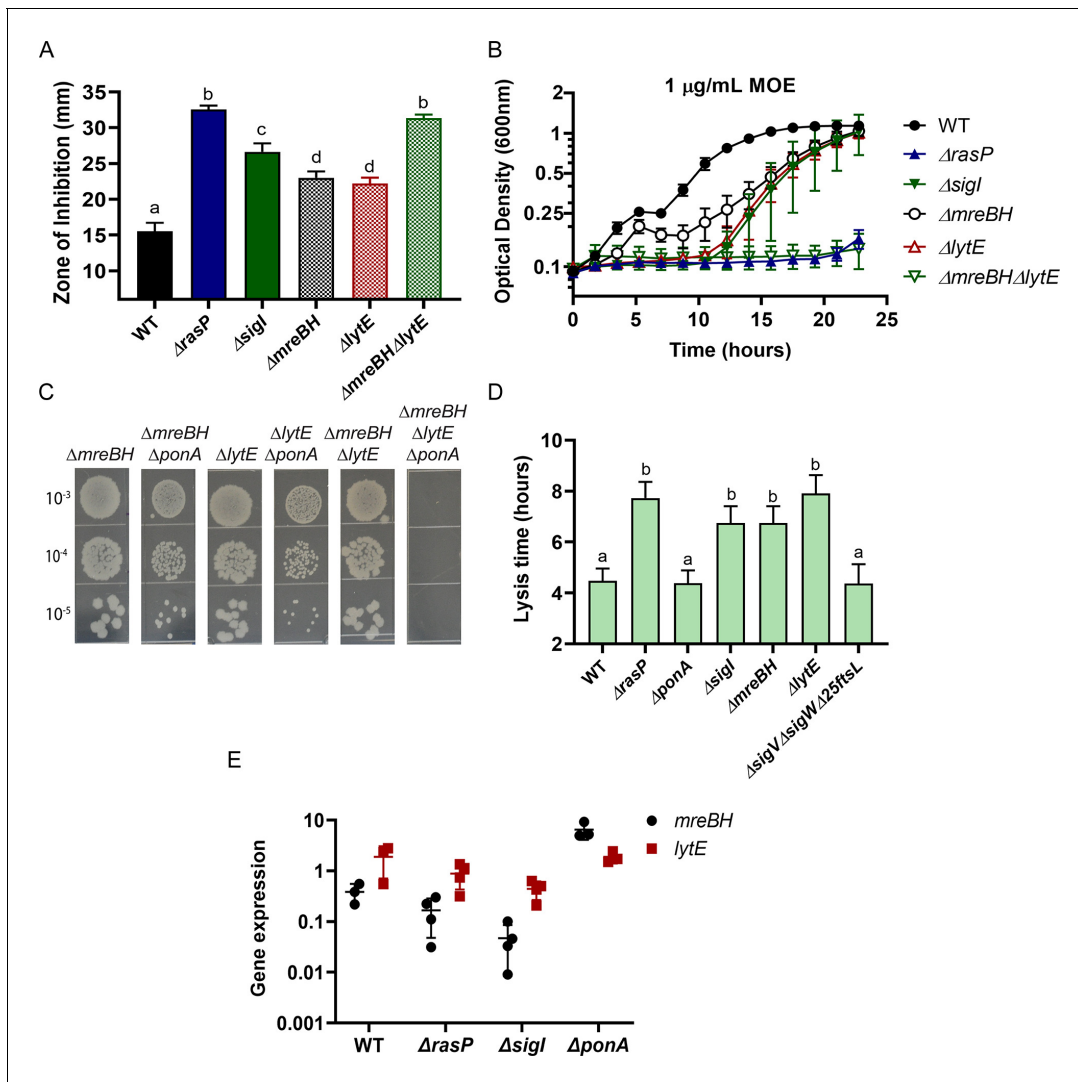 A
Zone of Inhibition (mm)
35
30
25
20
15
10
a
b
c
d
d
b
WT
ΔrasP
ΔsigI
ΔmreBH
ΔlytE
ΔmreBHΔlytE
B
1 μg/mL MOE
Optical Density (600nm)
2
1
0.5
0.25
0.1
0
5
10
15
20
25
Time (hours)
WT
ΔrasP
ΔsigI
ΔmreBH
ΔlytE
ΔmreBHΔlytE
C
ΔmreBH
ΔmreBH
ΔponA
ΔlytE
ΔlytE
ΔponA
ΔmreBH
ΔlytE
ΔmreBH
ΔlytE
ΔponA
10-3
10-4
10-5
D
Lysis time (hours)
10
8
6
4
2
a
b
a
b
b
b
a
WT
ΔrasP
ΔponA
ΔsigI
ΔmreBH
ΔlytE
ΔsigVΔsigWΔ25ftsL
E
Gene expression
10
1
0.1
0.01
0.001
WT
ΔrasP
ΔsigI
ΔponA
mreBH
lytE